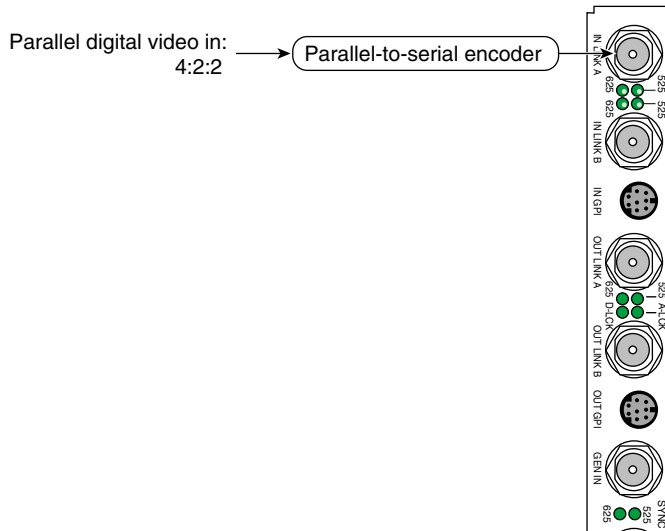 Parallel digital video in:
4:2:2
Parallel-to-serial encoder
IN LINK A
625 525
625 525
IN LINK B
IN GPI
OUT LINK A
625 525
D-LCK A-LCK
OUT LINK B
OUT GPI
GEN IN
625 525
SYNC